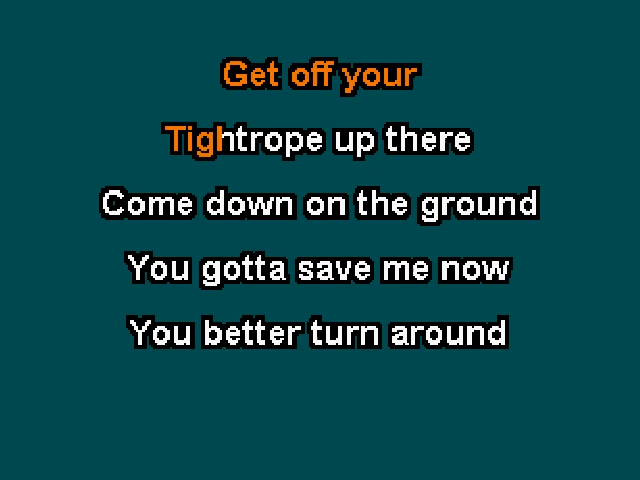 Get off your
Tightrope up there
Come down on the ground
You gotta save me now
You better turn around